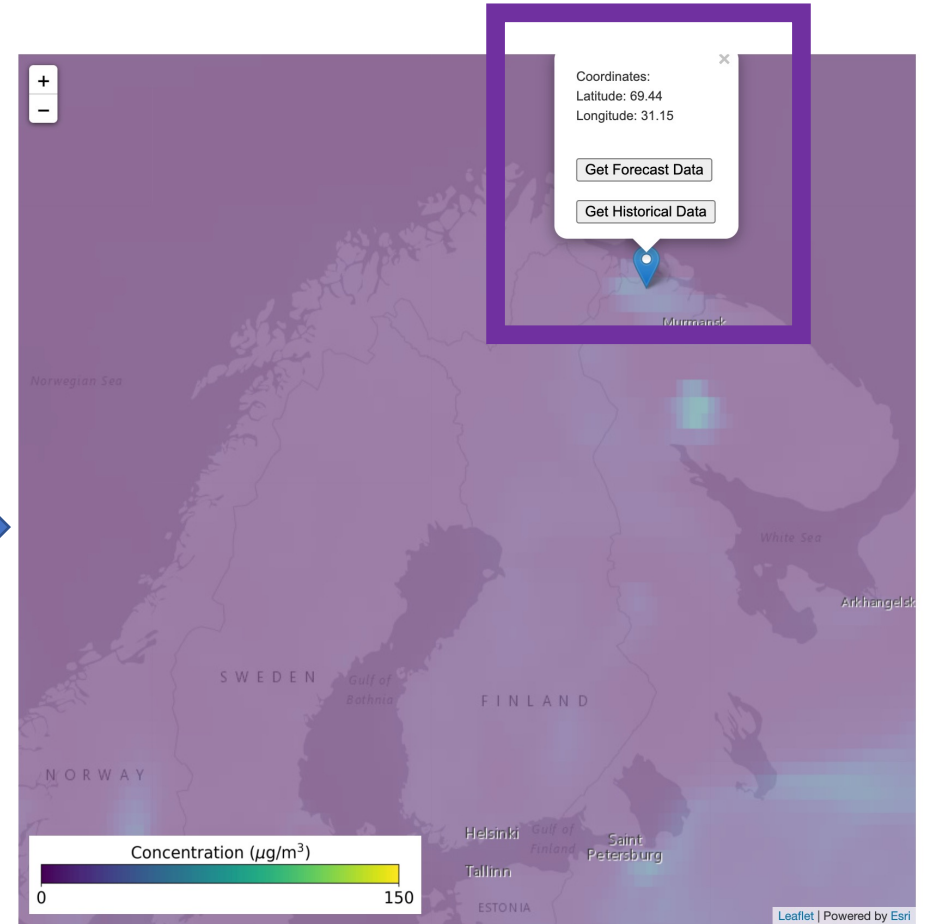 +
−
×
Coordinates:
Latitude: 69.44
Longitude: 31.15
Get Forecast Data
Get Historical Data
Murmansk
Norwegian Sea
White Sea
Arkhangelsk
SWEDEN
Gulf of
Bothnia
FINLAND
NORWAY
Helsinki
Gulf of
Finland
Saint
Petersburg
Tallinn
ESTONIA
Concentration (μg/m³)
0 150
Leaflet | Powered by Esri